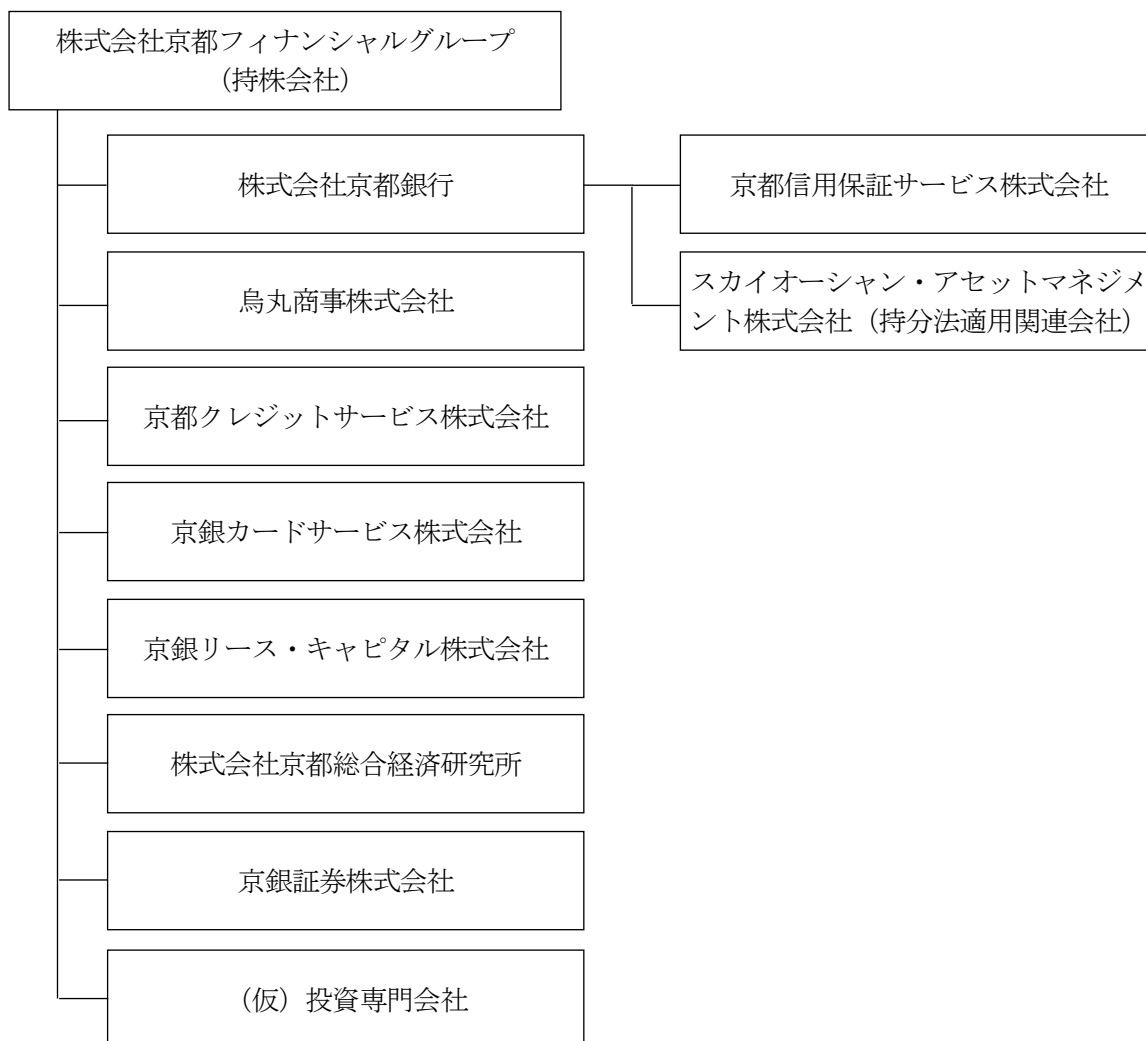 株式会社京都フィナンシャルグループ
（持株会社）
株式会社京都銀行
京都信用保証サービス株式会社
烏丸商事株式会社
スカイオーシャン・アセットマネジメ
ント株式会社（持分法適用関連会社）
京都クレジットサービス株式会社
京銀カードサービス株式会社
京銀リース・キャピタル株式会社
株式会社京都総合経済研究所
京銀証券株式会社
（仮）投資専門会社